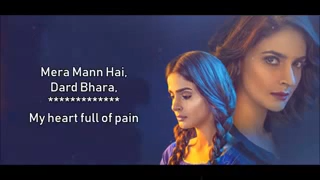 Mera Mann Hai,
Dard Bhara,
*************
My heart full of pain